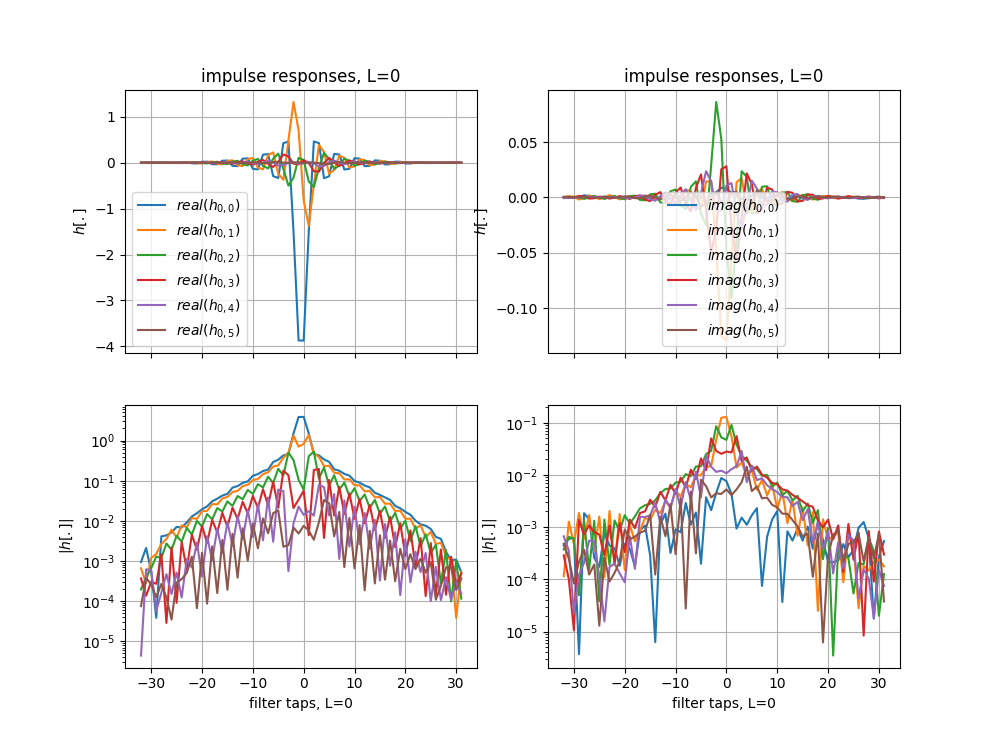 impulse responses, L=0
1
0
−1
−2
−3
−4
h[.]
real(h0,0)
real(h0,1)
real(h0,2)
real(h0,3)
real(h0,4)
real(h0,5)
impulse responses, L=0
0.05
0.00
−0.05
−0.10
h[.]
imag(h0,0)
imag(h0,1)
imag(h0,2)
imag(h0,3)
imag(h0,4)
imag(h0,5)
10⁰
10⁻¹
10⁻²
10⁻³
10⁻⁴
10⁻⁵
|h[.]|
−30 −20 −10 0 10 20 30
filter taps, L=0
10⁻¹
10⁻²
10⁻³
10⁻⁴
10⁻⁵
|h[.]|
−30 −20 −10 0 10 20 30
filter taps, L=0